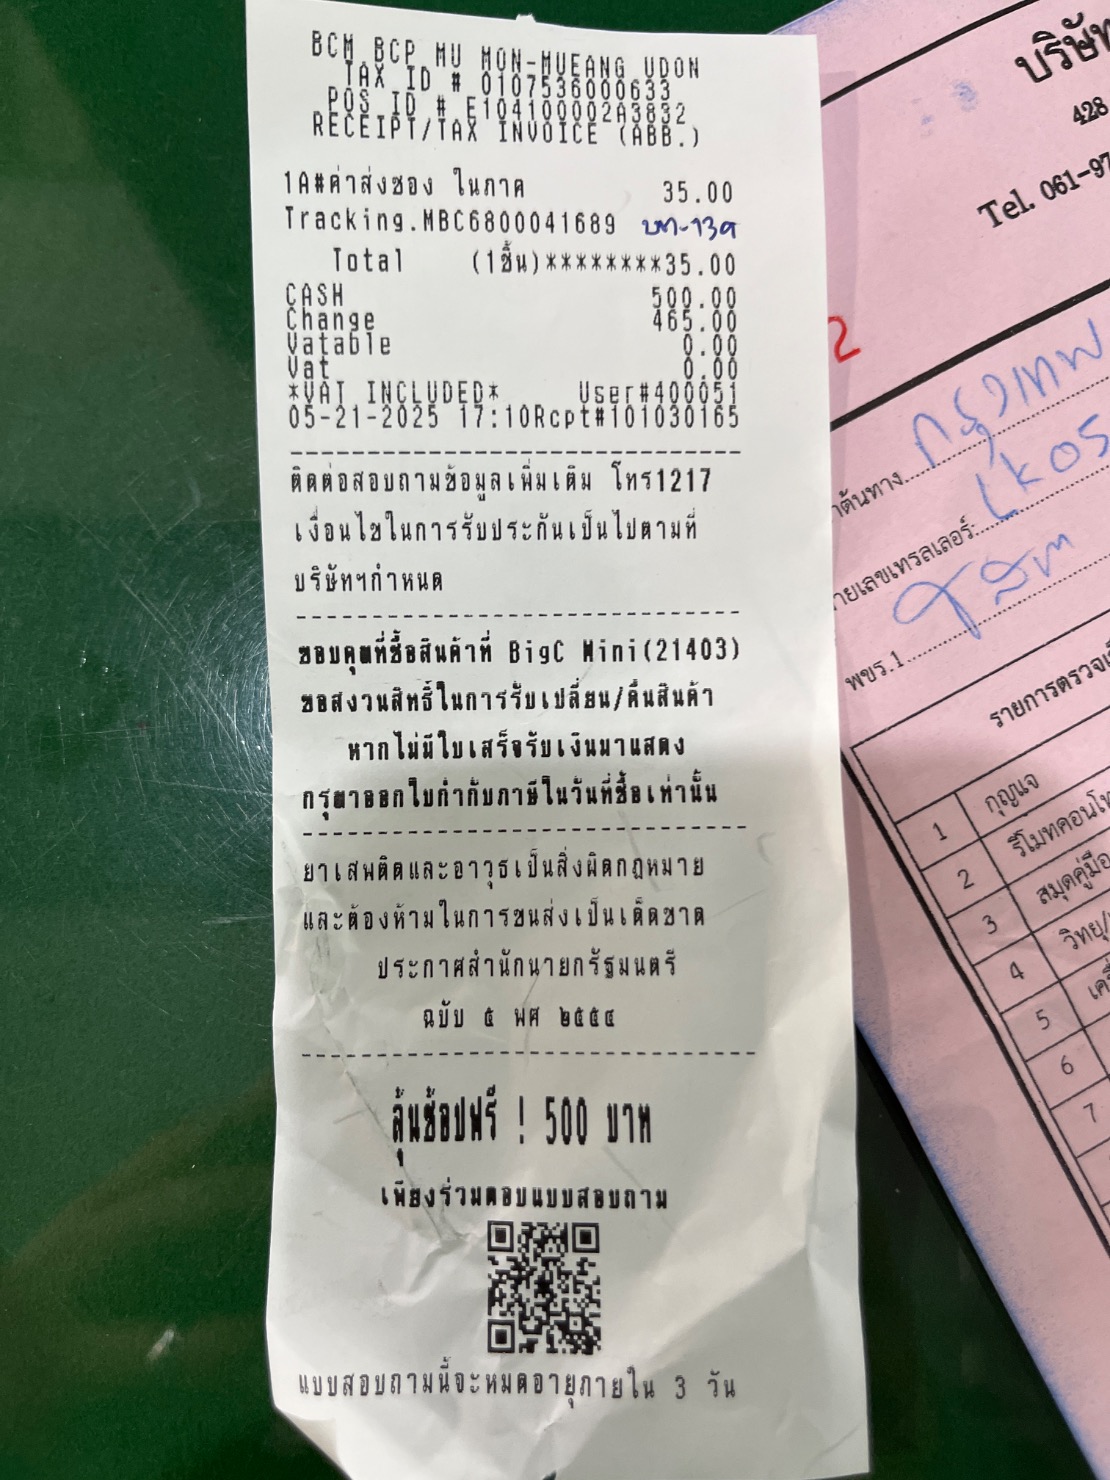 BCM BCP MU MON-MUEANG UDON
TAX ID # 0107536000633
POS ID # E104100002A3832
RECEIPT/TAX INVOICE (ABB.)
1A#ค่าส่งซอง ในภาค 35.00
Tracking.MBC6800041689
Total (1ชิ้น)********35.00
CASH 500.00
Change 465.00
Vatable 0.00
Vat 0.00
*VAT INCLUDED* User#400051
05-21-2025 17:10Rcpt#101030165
ติดต่อสอบถามข้อมูลเพิ่มเติม โทร1217
เงื่อนไขในการรับประกันเป็นไปตามที่
บริษัทฯกำหนด
ขอบคุณที่ซื้อสินค้าที่ BigC Mini(21403)
ขอสงวนสิทธิ์ในการรับเปลี่ยน/คืนสินค้า
หากไม่มีใบเสร็จรับเงินมาแสดง
กรุณาออกใบกำกับภาษีในวันที่ซื้อเท่านั้น
ยาเสพติดและอาวุธเป็นสิ่งผิดกฎหมาย
และต้องห้ามในการขนส่งเป็นเด็ดขาด
ประกาศสำนักนายกรัฐมนตรี
ฉบับ ๕ พศ ๒๕๕๔
ลุ้นช้อปฟรี ! 500 บาท
เพียงร่วมตอบแบบสอบถาม
แบบสอบถามนี้จะหมดอายุภายใน 3 วัน
บริษัท
428
Tel. 061-97
2
ต้นทาง กรุงเทพ
ายเลขเทรลเลอร์:
พขร.1
รายการตรวจ
1 กุญแจ
2 รีโมทคอนโท
3 สมุดคู่มือ
4 วิทยุ/
5
6
7